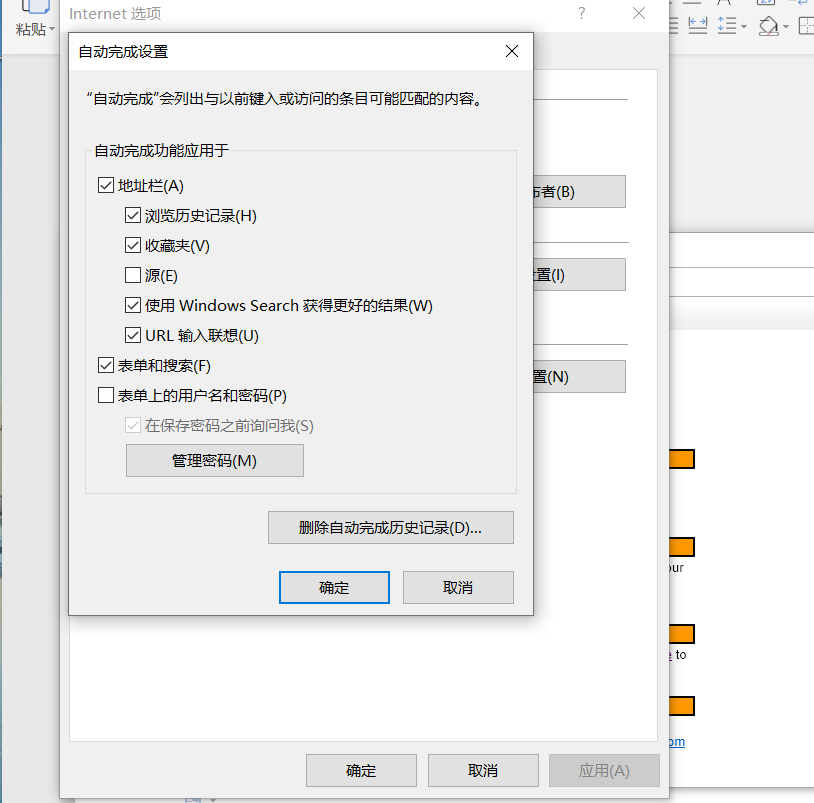 Internet 选项
粘贴
自动完成设置
“自动完成”会列出与以前键入或访问的条目可能匹配的内容。
自动完成功能应用于
地址栏(A)
布者(B)
浏览历史记录(H)
收藏夹(V)
源(E)
置(I)
使用 Windows Search 获得更好的结果(W)
URL 输入联想(U)
表单和搜索(F)
置(N)
表单上的用户名和密码(P)
在保存密码之前询问我(S)
管理密码(M)
删除自动完成历史记录(D)...
our
确定
取消
to
om
确定
取消
应用(A)